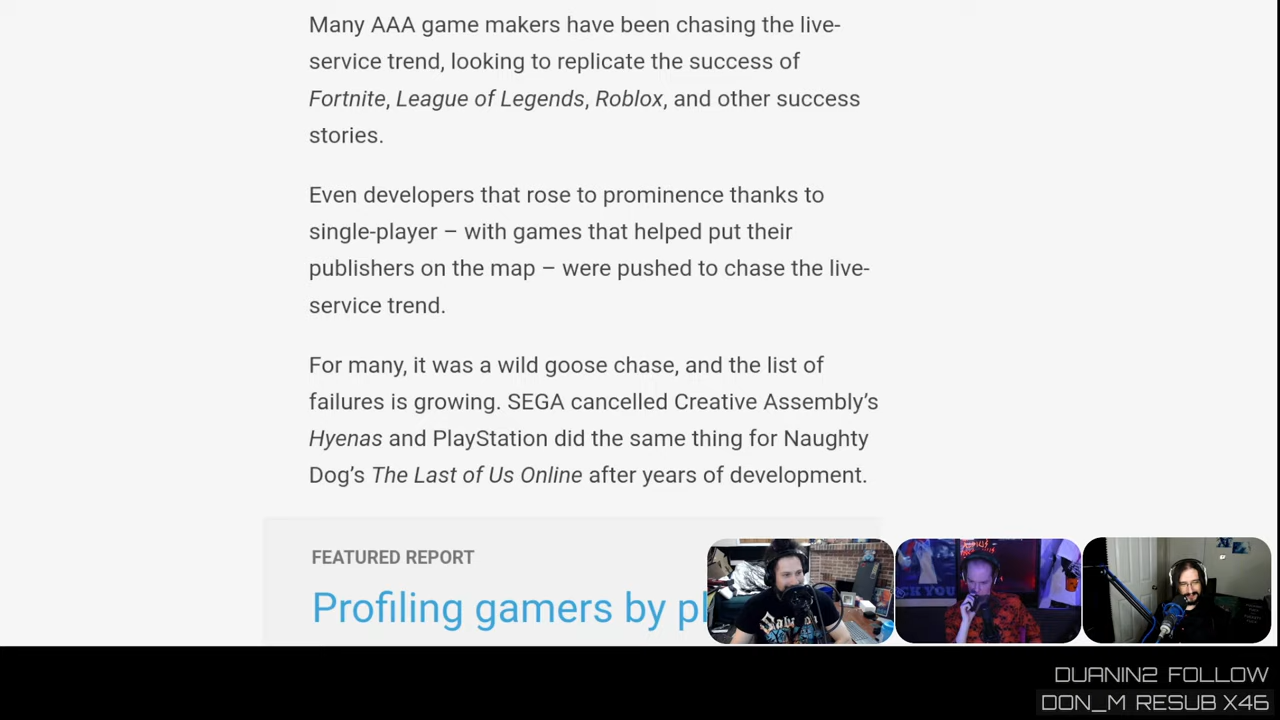 Many AAA game makers have been chasing the live-
service trend, looking to replicate the success of
Fortnite, League of Legends, Roblox, and other success
stories.
Even developers that rose to prominence thanks to
single-player – with games that helped put their
publishers on the map – were pushed to chase the live-
service trend.
For many, it was a wild goose chase, and the list of
failures is growing. SEGA cancelled Creative Assembly’s
Hyenas and PlayStation did the same thing for Naughty
Dog’s The Last of Us Online after years of development.
FEATURED REPORT
Profiling gamers by
DUANIN2 FOLLOW
DON_M RESUB X46